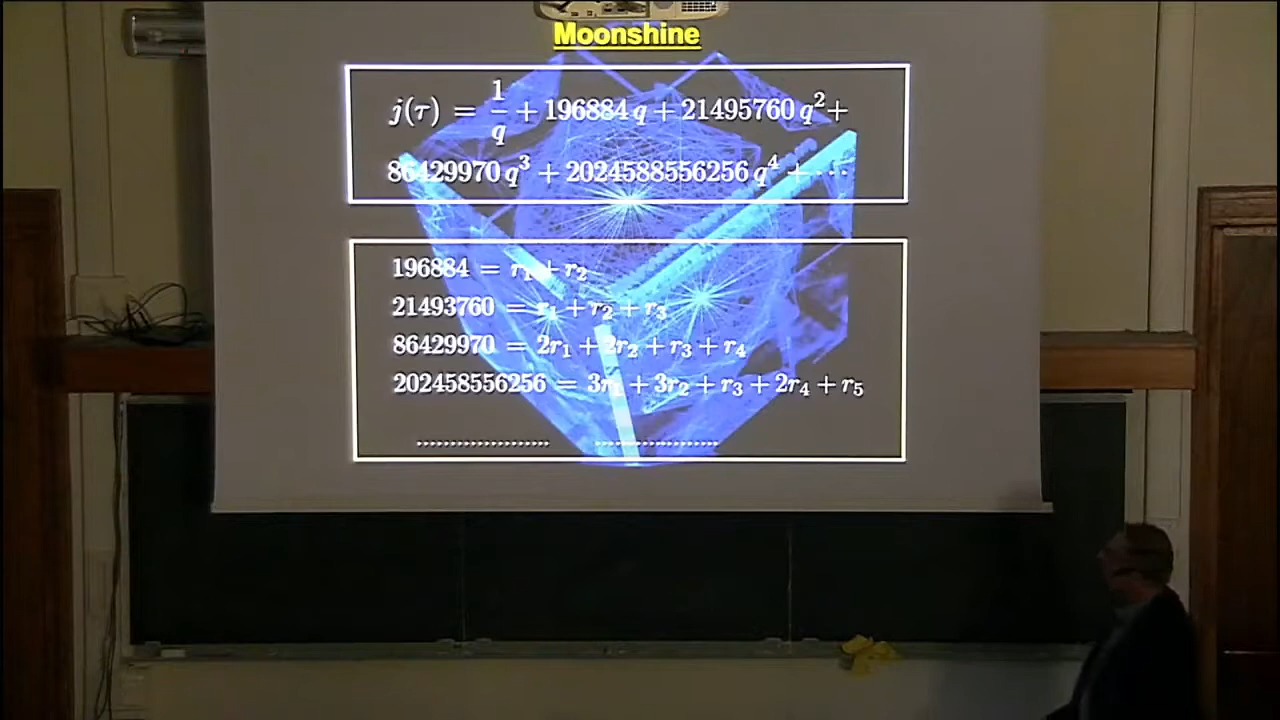 Moonshine
j(τ) = 1/q + 196884 q + 21495760 q² +
86429970 q³ + 2024588556256 q⁴ + ···
196884 = r₁ + r₂
21493760 = r₁ + r₂ + r₃
86429970 = 2r₁ + 2r₂ + r₃ + r₄
202458556256 = 3r₁ + 3r₂ + r₃ + 2r₄ + r₅
.................... ....................